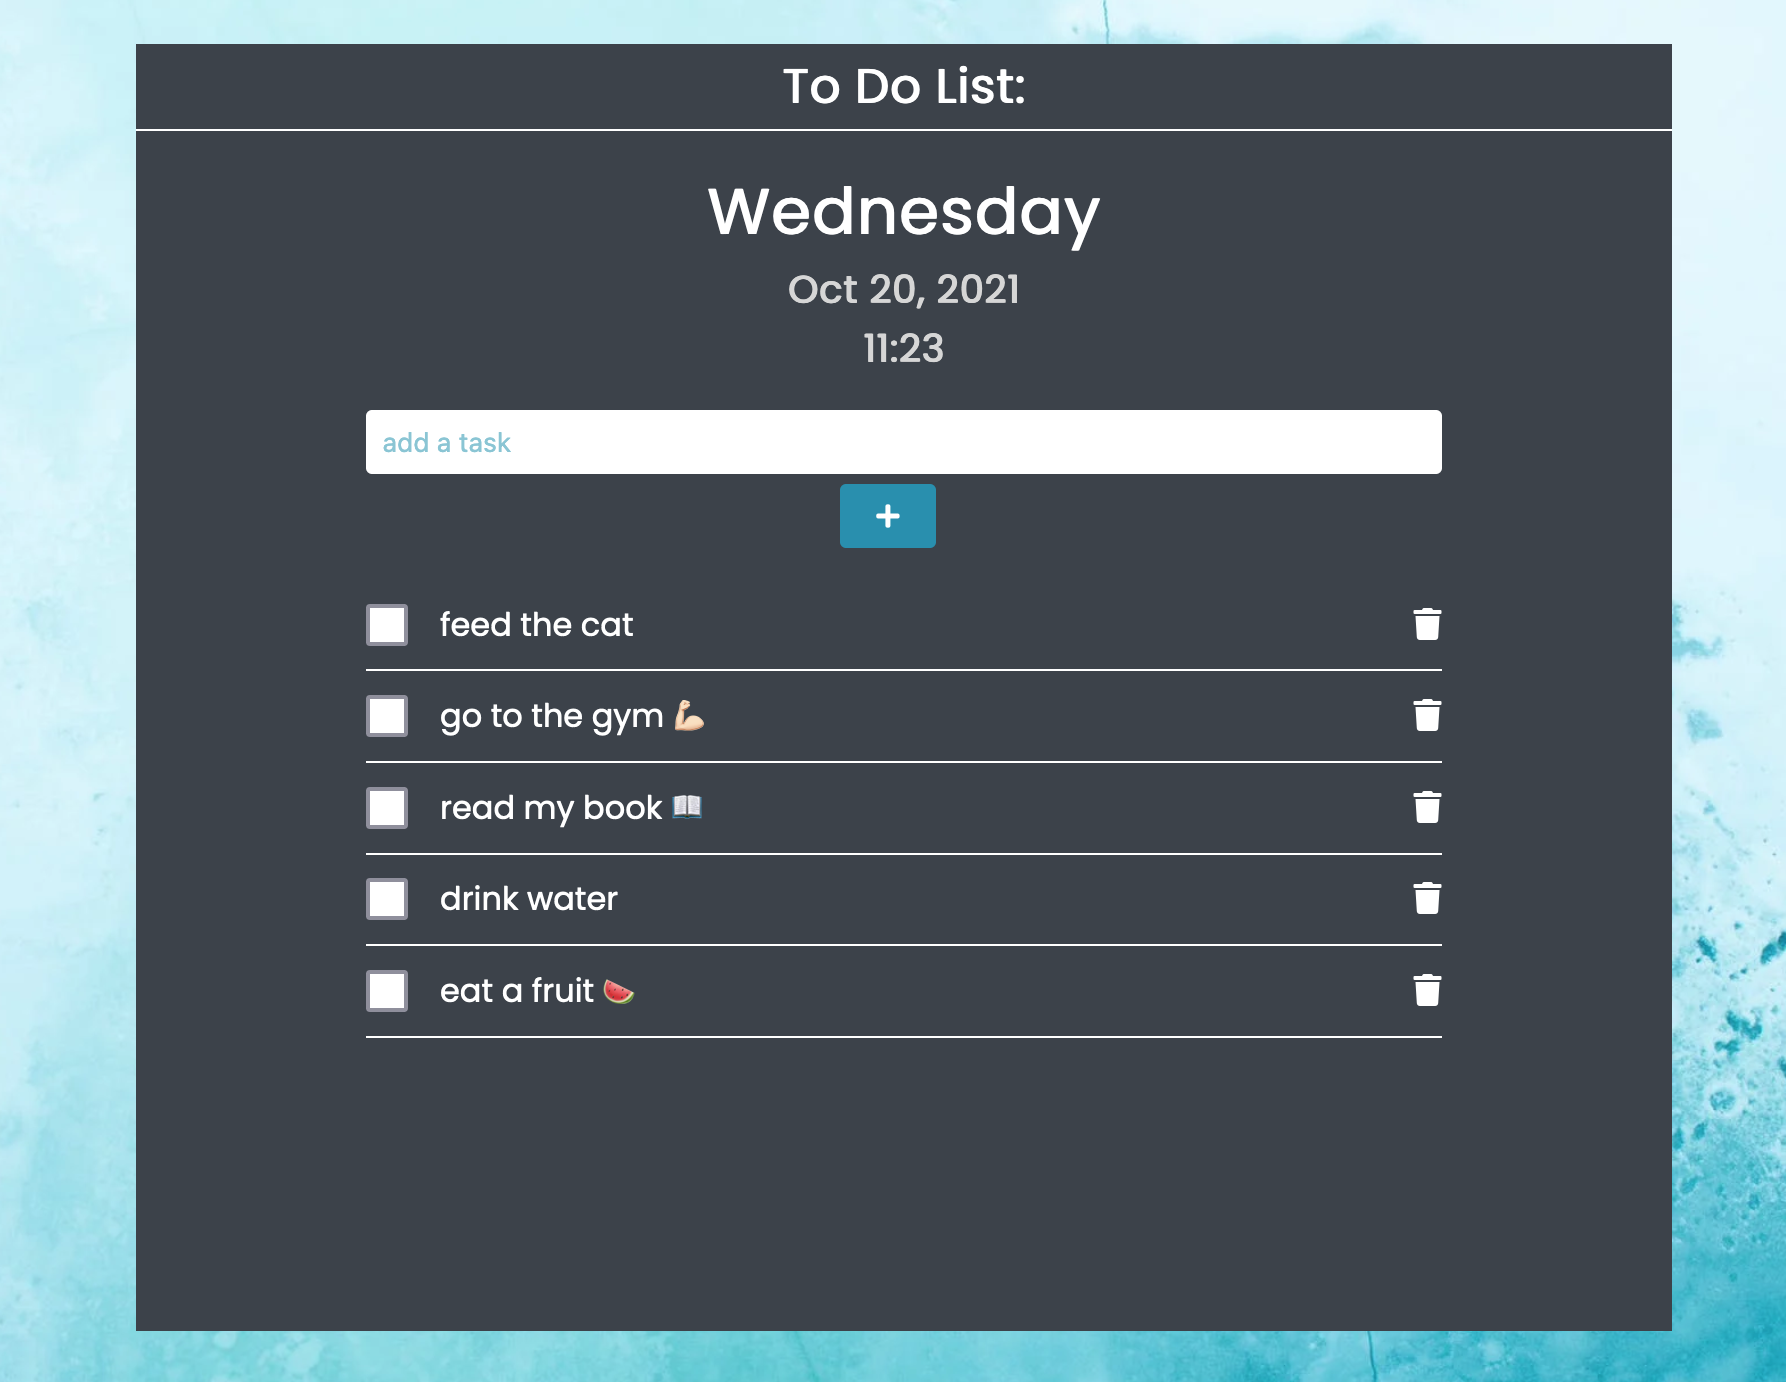 To Do List:
Wednesday
Oct 20, 2021
11:23
add a task
+
feed the cat
go to the gym 💪🏻
read my book 📖
drink water
eat a fruit 🍉